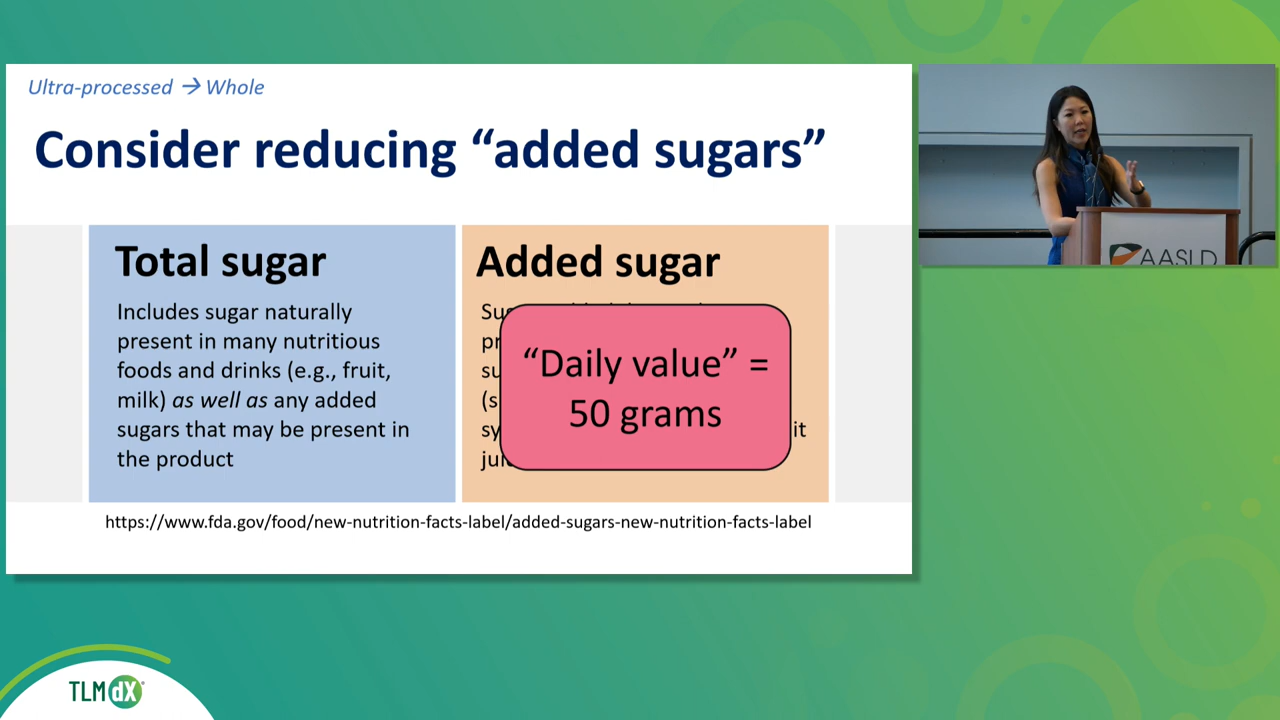 Ultra-processed → Whole
Consider reducing “added sugars”
Total sugar
Includes sugar naturally
present in many nutritious
foods and drinks (e.g., fruit,
milk) as well as any added
sugars that may be present in
the product
Added sugar
“Daily value” =
50 grams
https://www.fda.gov/food/new-nutrition-facts-label/added-sugars-new-nutrition-facts-label
AASLD
TLMdX